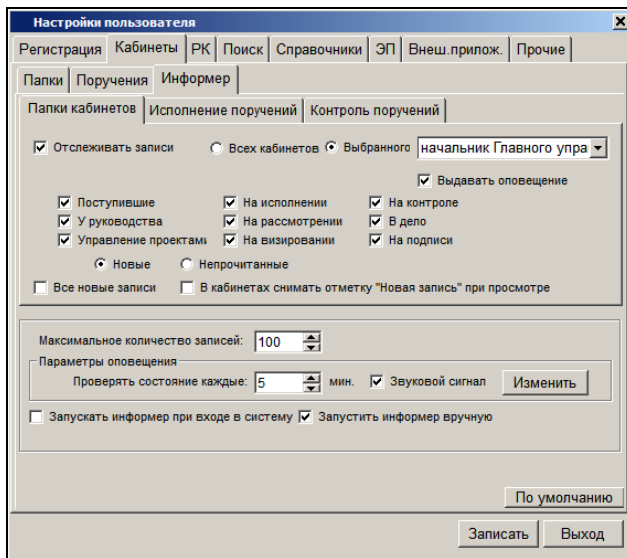 Настройки пользователя
Регистрация Кабинеты РК Поиск Справочники ЭП Внеш.прилож. Прочие
Папки Поручения Информер
Папки кабинетов Исполнение поручений Контроль поручений
Отслеживать записи Всех кабинетов Выбранного начальник Главного упра
Выдавать оповещение
Поступившие На исполнении На контроле
У руководства На рассмотрении В дело
Управление проектами На визировании На подписи
Новые Непрочитанные
Все новые записи В кабинетах снимать отметку "Новая запись" при просмотре
Максимальное количество записей: 100
Параметры оповещения
Проверять состояние каждые: 5 мин. Звуковой сигнал Изменить
Запускать информер при входе в систему Запустить информер вручную
По умолчанию
Записать Выход